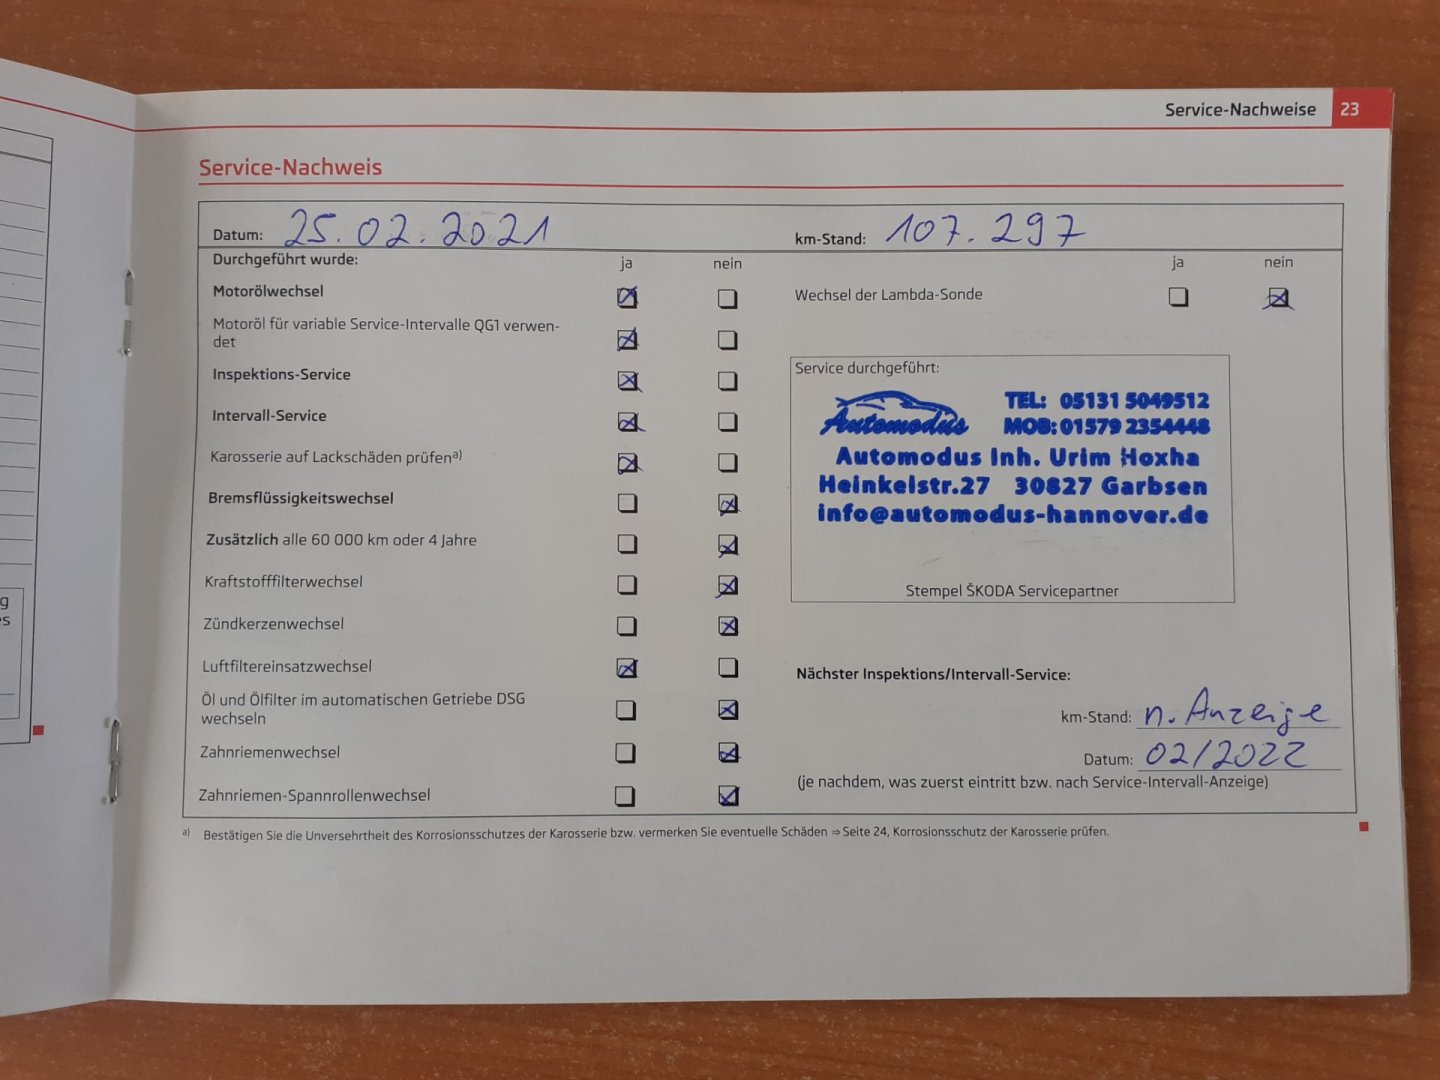 Service-Nachweise 23
Service-Nachweis
Datum: 25.02.2021 km-Stand: 107.297
Durchgeführt wurde: ja nein ja nein
Motorölwechsel
Wechsel der Lambda-Sonde
Motoröl für variable Service-Intervalle QG1 verwen-
det
Inspektions-Service
Intervall-Service
Karosserie auf Lackschäden prüfena)
Bremsflüssigkeitswechsel
Zusätzlich alle 60 000 km oder 4 Jahre
Kraftstofffilterwechsel
Zündkerzenwechsel
Luftfiltereinsatzwechsel
Öl und Ölfilter im automatischen Getriebe DSG
wechseln
Zahnriemenwechsel
Zahnriemen-Spannrollenwechsel
Service durchgeführt:
Automodus
TEL: 05131 5049512
MOB: 01579 2354448
Automodus Inh. Urim Hoxha
Heinkelstr.27 30827 Garbsen
info@automodus-hannover.de
Stempel ŠKODA Servicepartner
Nächster Inspektions/Intervall-Service:
km-Stand: n. Anzeige
Datum: 02/2022
(je nachdem, was zuerst eintritt bzw. nach Service-Intervall-Anzeige)
a) Bestätigen Sie die Unversehrtheit des Korrosionsschutzes der Karosserie bzw. vermerken Sie eventuelle Schäden ⇒ Seite 24, Korrosionsschutz der Karosserie prüfen.